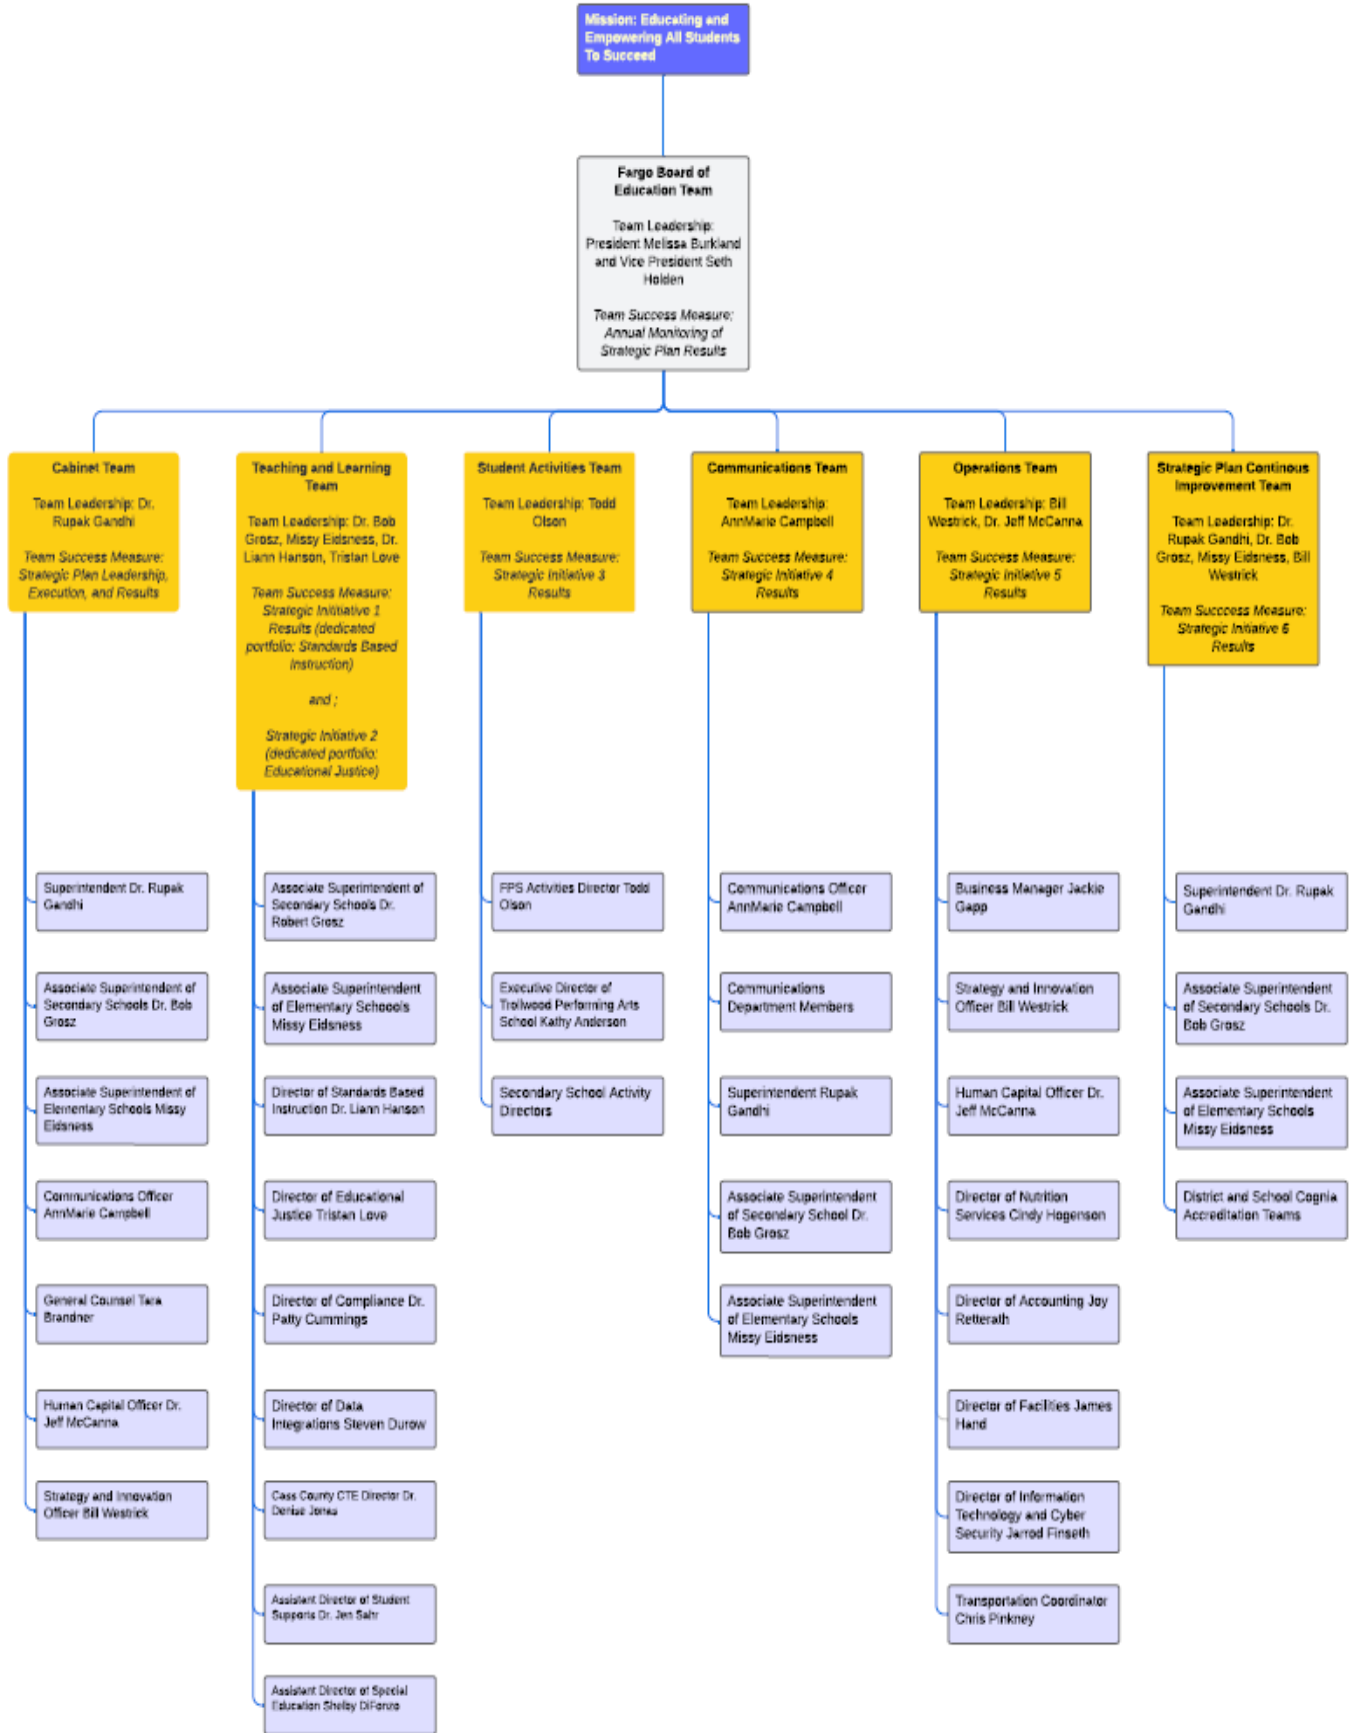 Mission: Educating and
Empowering All Students
To Succeed
Fargo Board of
Education Team
Team Leadership:
President Melissa Burkland
and Vice President Seth
Holden
Team Success Measure:
Annual Monitoring of
Strategic Plan Results
Cabinet Team
Team Leadership: Dr.
Rupak Gandhi
Team Success Measure:
Strategic Plan Leadership,
Execution, and Results
Superintendent Dr. Rupak
Gandhi
Associate Superintendent of
Secondary Schools Dr. Bob
Grosz
Associate Superintendent of
Elementary Schools Missy
Eidsness
Communications Officer
AnnMarie Campbell
General Counsel Tara
Brandner
Human Capital Officer Dr.
Jeff McCanna
Strategy and Innovation
Officer Bill Westrick
Teaching and Learning
Team
Team Leadership: Dr. Bob
Grosz, Missy Eidsness, Dr.
Liann Hanson, Tristan Love
Team Success Measure:
Strategic Initiative 1
Results (dedicated
portfolio: Standards Based
Instruction)
and ;
Strategic Initiative 2
(dedicated portfolio:
Educational Justice)
Associate Superintendent of
Secondary Schools Dr.
Robert Grosz
Associate Superintendent
of Elementary Schoools
Missy Eidsness
Director of Standards Based
Instruction Dr. Liann Hanson
Director of Educational
Justice Tristan Love
Director of Compliance Dr.
Patty Cummings
Director of Data
Integrations Steven Durow
Cass County CTE Director Dr.
Denise Jonas
Assistant Director of Student
Supports Dr. Jen Sahr
Assistant Director of Special
Education Shelby DiFonzo
Student Activities Team
Team Leadership: Todd
Olson
Team Success Measure:
Strategic Initiative 3
Results
FPS Activities Director Todd
Olson
Executive Director of
Trollwood Performing Arts
School Kathy Anderson
Secondary School Activity
Directors
Communications Team
Team Leadership:
AnnMarie Campbell
Team Success Measure:
Strategic Initiative 4
Results
Communications Officer
AnnMarie Campbell
Communications
Department Members
Superintendent Rupak
Gandhi
Associate Superintendent
of Secondary School Dr.
Bob Grosz
Associate Superintendent
of Elementary Schools
Missy Eidsness
Operations Team
Team Leadership: Bill
Westrick, Dr. Jeff McCanna
Team Success Measure:
Strategic Initiative 5
Results
Business Manager Jackie
Gapp
Strategy and Innovation
Officer Bill Westrick
Human Capital Officer Dr.
Jeff McCanna
Director of Nutrition
Services Cindy Hogenson
Director of Accounting Joy
Retterath
Director of Facilities James
Hand
Director of Information
Technology and Cyber
Security Jarrod Finseth
Transportation Coordinator
Chris Pinkney
Strategic Plan Continous
Improvement Team
Team Leadership: Dr.
Rupak Gandhi, Dr. Bob
Grosz, Missy Eidsness, Bill
Westrick
Team Succcess Measure:
Strategic Initiative 6
Results
Superintendent Dr. Rupak
Gandhi
Associate Superintendent
of Secondary Schools Dr.
Bob Grosz
Associate Superintendent
of Elementary Schools
Missy Eidsness
District and School Cognia
Accreditation Teams